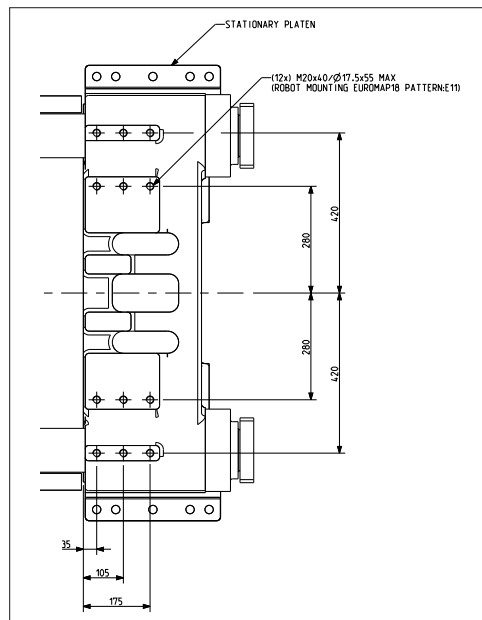 STATIONARY PLATEN
(12x) M20x40/Ø17.5x55 MAX
(ROBOT MOUNTING EUROMAP18 PATTERN:E11)
420
280
280
420
35
105
175